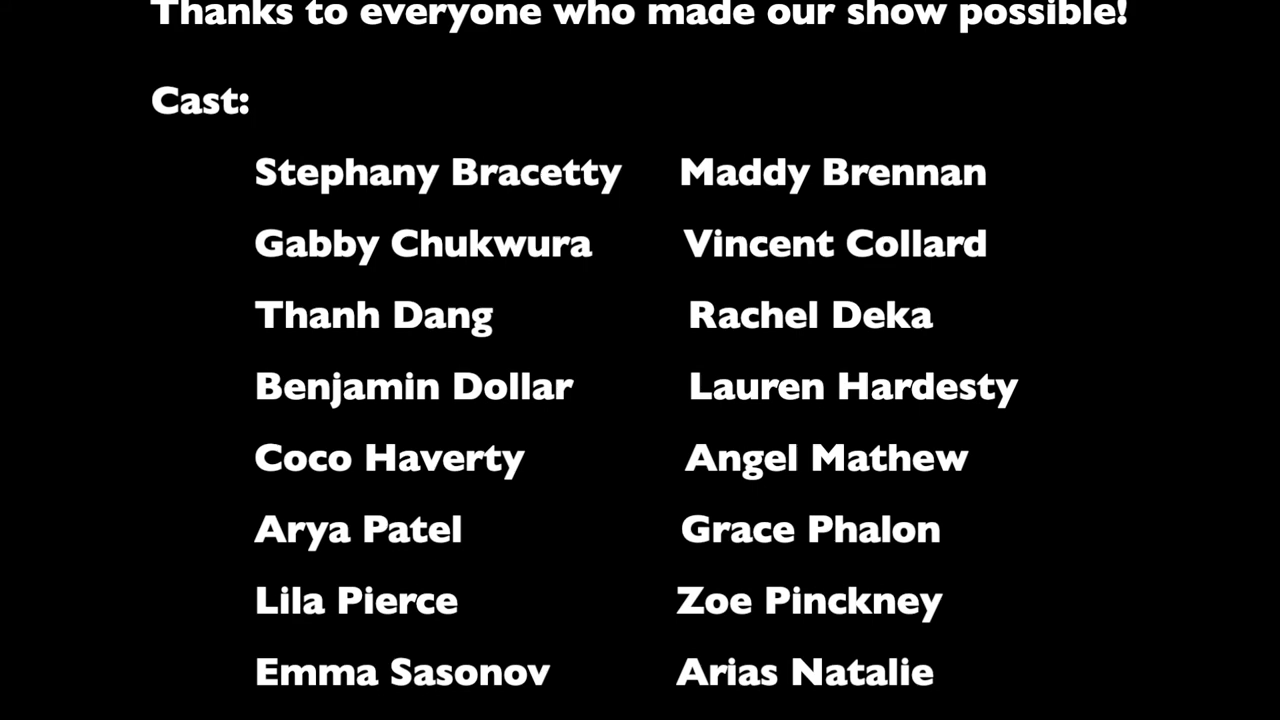 Thanks to everyone who made our show possible!
Cast:
Stephany Bracetty Maddy Brennan
Gabby Chukwura Vincent Collard
Thanh Dang Rachel Deka
Benjamin Dollar Lauren Hardesty
Coco Haverty Angel Mathew
Arya Patel Grace Phalon
Lila Pierce Zoe Pinckney
Emma Sasonov Arias Natalie